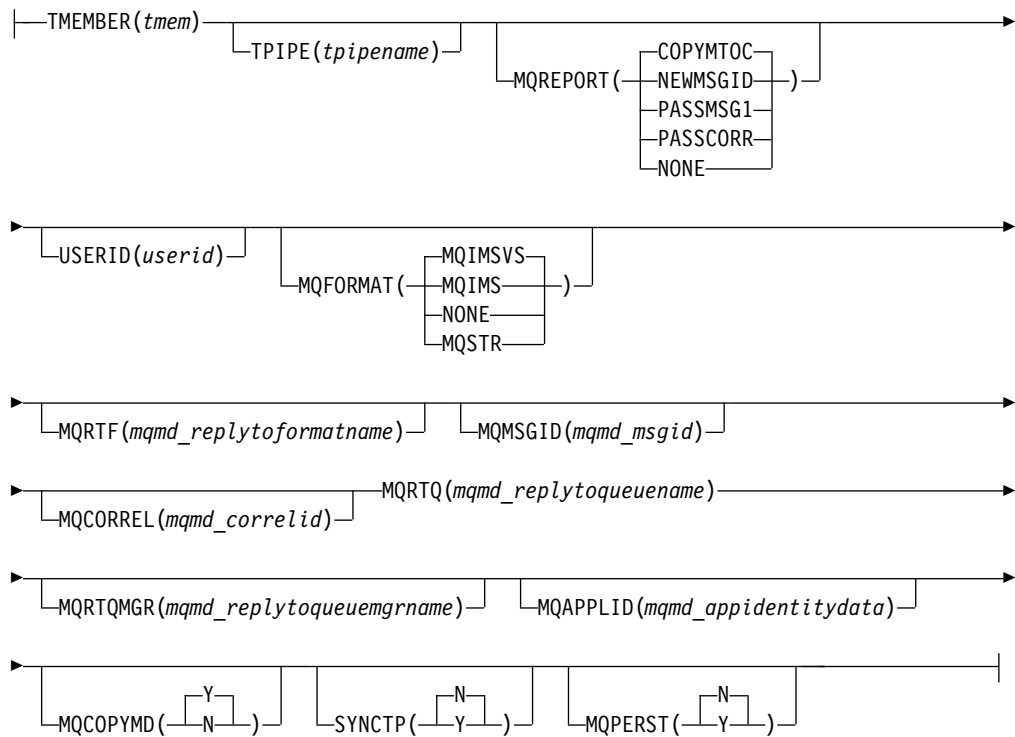 TMEMBER(tmem)
TPIPE(tpipename)
MQREPORT(
COPYMTOC
NEWMSGID
PASSMSG1
PASSCORR
NONE
)
USERID(userid)
MQFORMAT(
MQIMSVS
MQIMS
NONE
MQSTR
)
MQRTF(mqmd_replytoformatname)
MQMSGID(mqmd_msgid)
MQCORREL(mqmd_correlid)
MQRTQ(mqmd_replytoqueuename)
MQRTQMGR(mqmd_replytoqueuemgrname)
MQAPPLID(mqmd_appidentitydata)
MQCOPYMD(
Y
N
)
SYNCTP(
N
Y
)
MQPERST(
N
Y
)